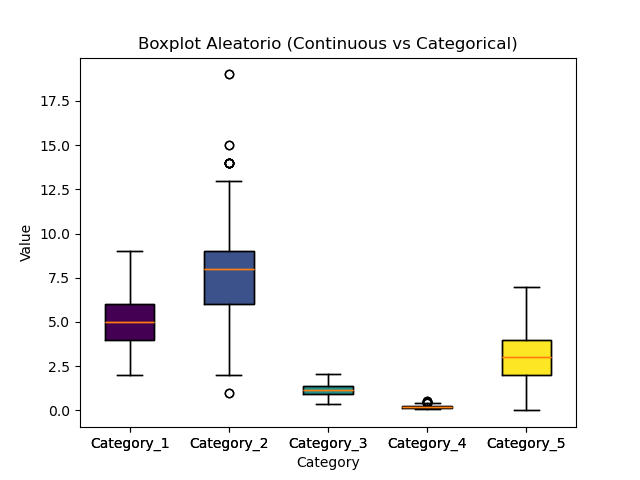 Boxplot Aleatorio (Continuous vs Categorical)
17.5
15.0
12.5
10.0
7.5
5.0
2.5
0.0
Value
Category_1 Category_2 Category_3 Category_4 Category_5
Category